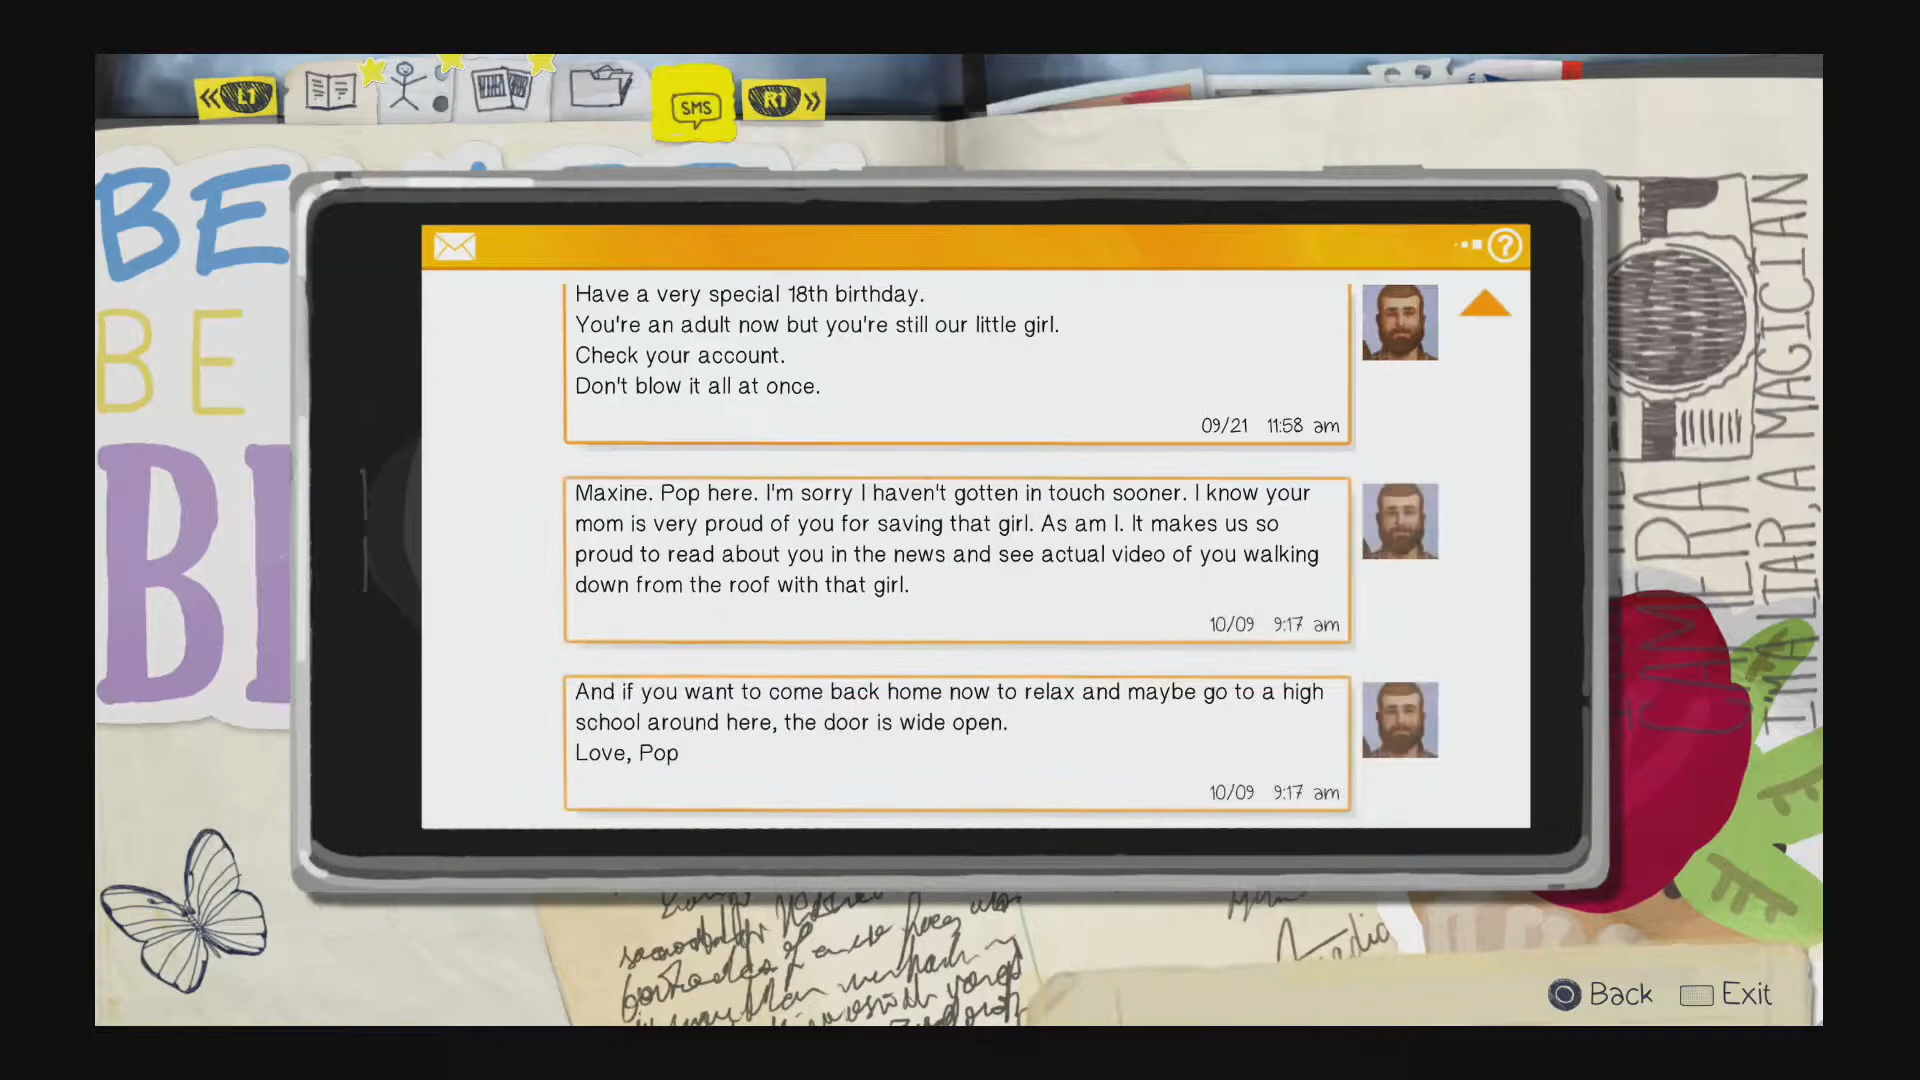 LT
SMS
R1
BE
BE
Have a very special 18th birthday.
You're an adult now but you're still our little girl.
Check your account.
Don't blow it all at once.
09/21 11:58 am
Maxine. Pop here. I'm sorry I haven't gotten in touch sooner. I know your
mom is very proud of you for saving that girl. As am I. It makes us so
proud to read about you in the news and see actual video of you walking
down from the roof with that girl.
10/09 9:17 am
And if you want to come back home now to relax and maybe go to a high
school around here, the door is wide open.
Love, Pop
10/09 9:17 am
CAMERA
I'M A LIAR, A MAGICIAN
Back
Exit